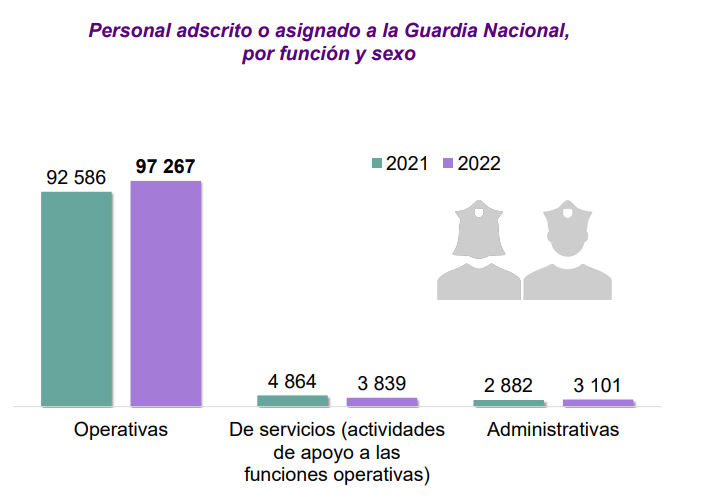 Personal adscrito o asignado a la Guardia Nacional,
por función y sexo
2021 2022
92 586 97 267
4 864 3 839
2 882 3 101
Operativas
De servicios (actividades
de apoyo a las
funciones operativas)
Administrativas